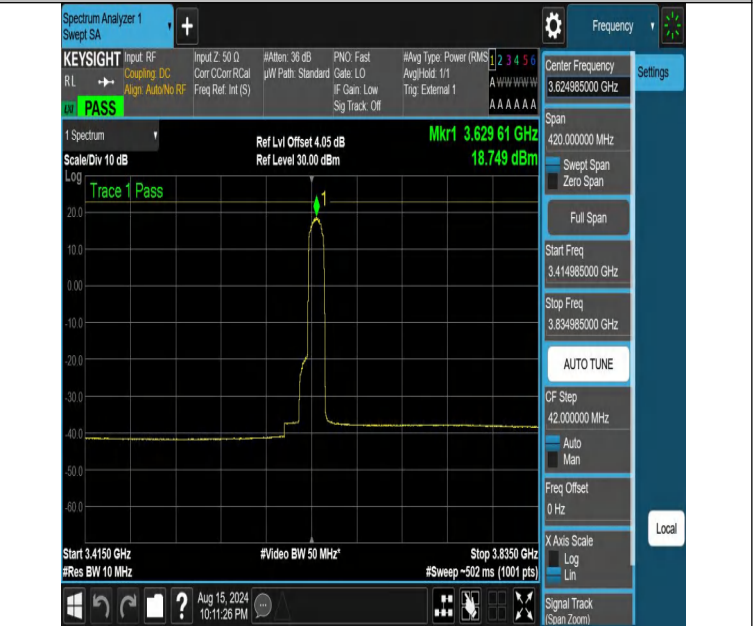 Spectrum Analyzer 1
Swept SA
Frequency
KEYSIGHT
RL
PASS
Input: RF
Coupling: DC
Align: Auto/No RF
Input Z: 50 Ω
Corr CCorr RCal
Freq Ref: Int (S)
#Atten: 36 dB
µW Path: Standard
PNO: Fast
Gate: LO
IF Gain: Low
Sig Track: Off
#Avg Type: Power (RMS
Avg|Hold: 1/1
Trig: External 1
1 2 3 4 5 6
A W W W W W
A A A A A A
1 Spectrum
Scale/Div 10 dB
Ref Lvl Offset 4.05 dB
Ref Level 30.00 dBm
Mkr1 3.629 61 GHz
18.749 dBm
Log
Trace 1 Pass
1
20.0
10.0
0.00
-10.0
-20.0
-30.0
-40.0
-50.0
-60.0
Start 3.4150 GHz
#Res BW 10 MHz
#Video BW 50 MHz*
Stop 3.8350 GHz
#Sweep ~502 ms (1001 pts)
Center Frequency
3.624985000 GHz
Settings
Span
420.000000 MHz
Swept Span
Zero Span
Full Span
Start Freq
3.414985000 GHz
Stop Freq
3.834985000 GHz
AUTO TUNE
CF Step
42.000000 MHz
Auto
Man
Freq Offset
0 Hz
X Axis Scale
Log
Lin
Local
Signal Track
(Span Zoom)
?
Aug 15, 2024
10:11:26 PM